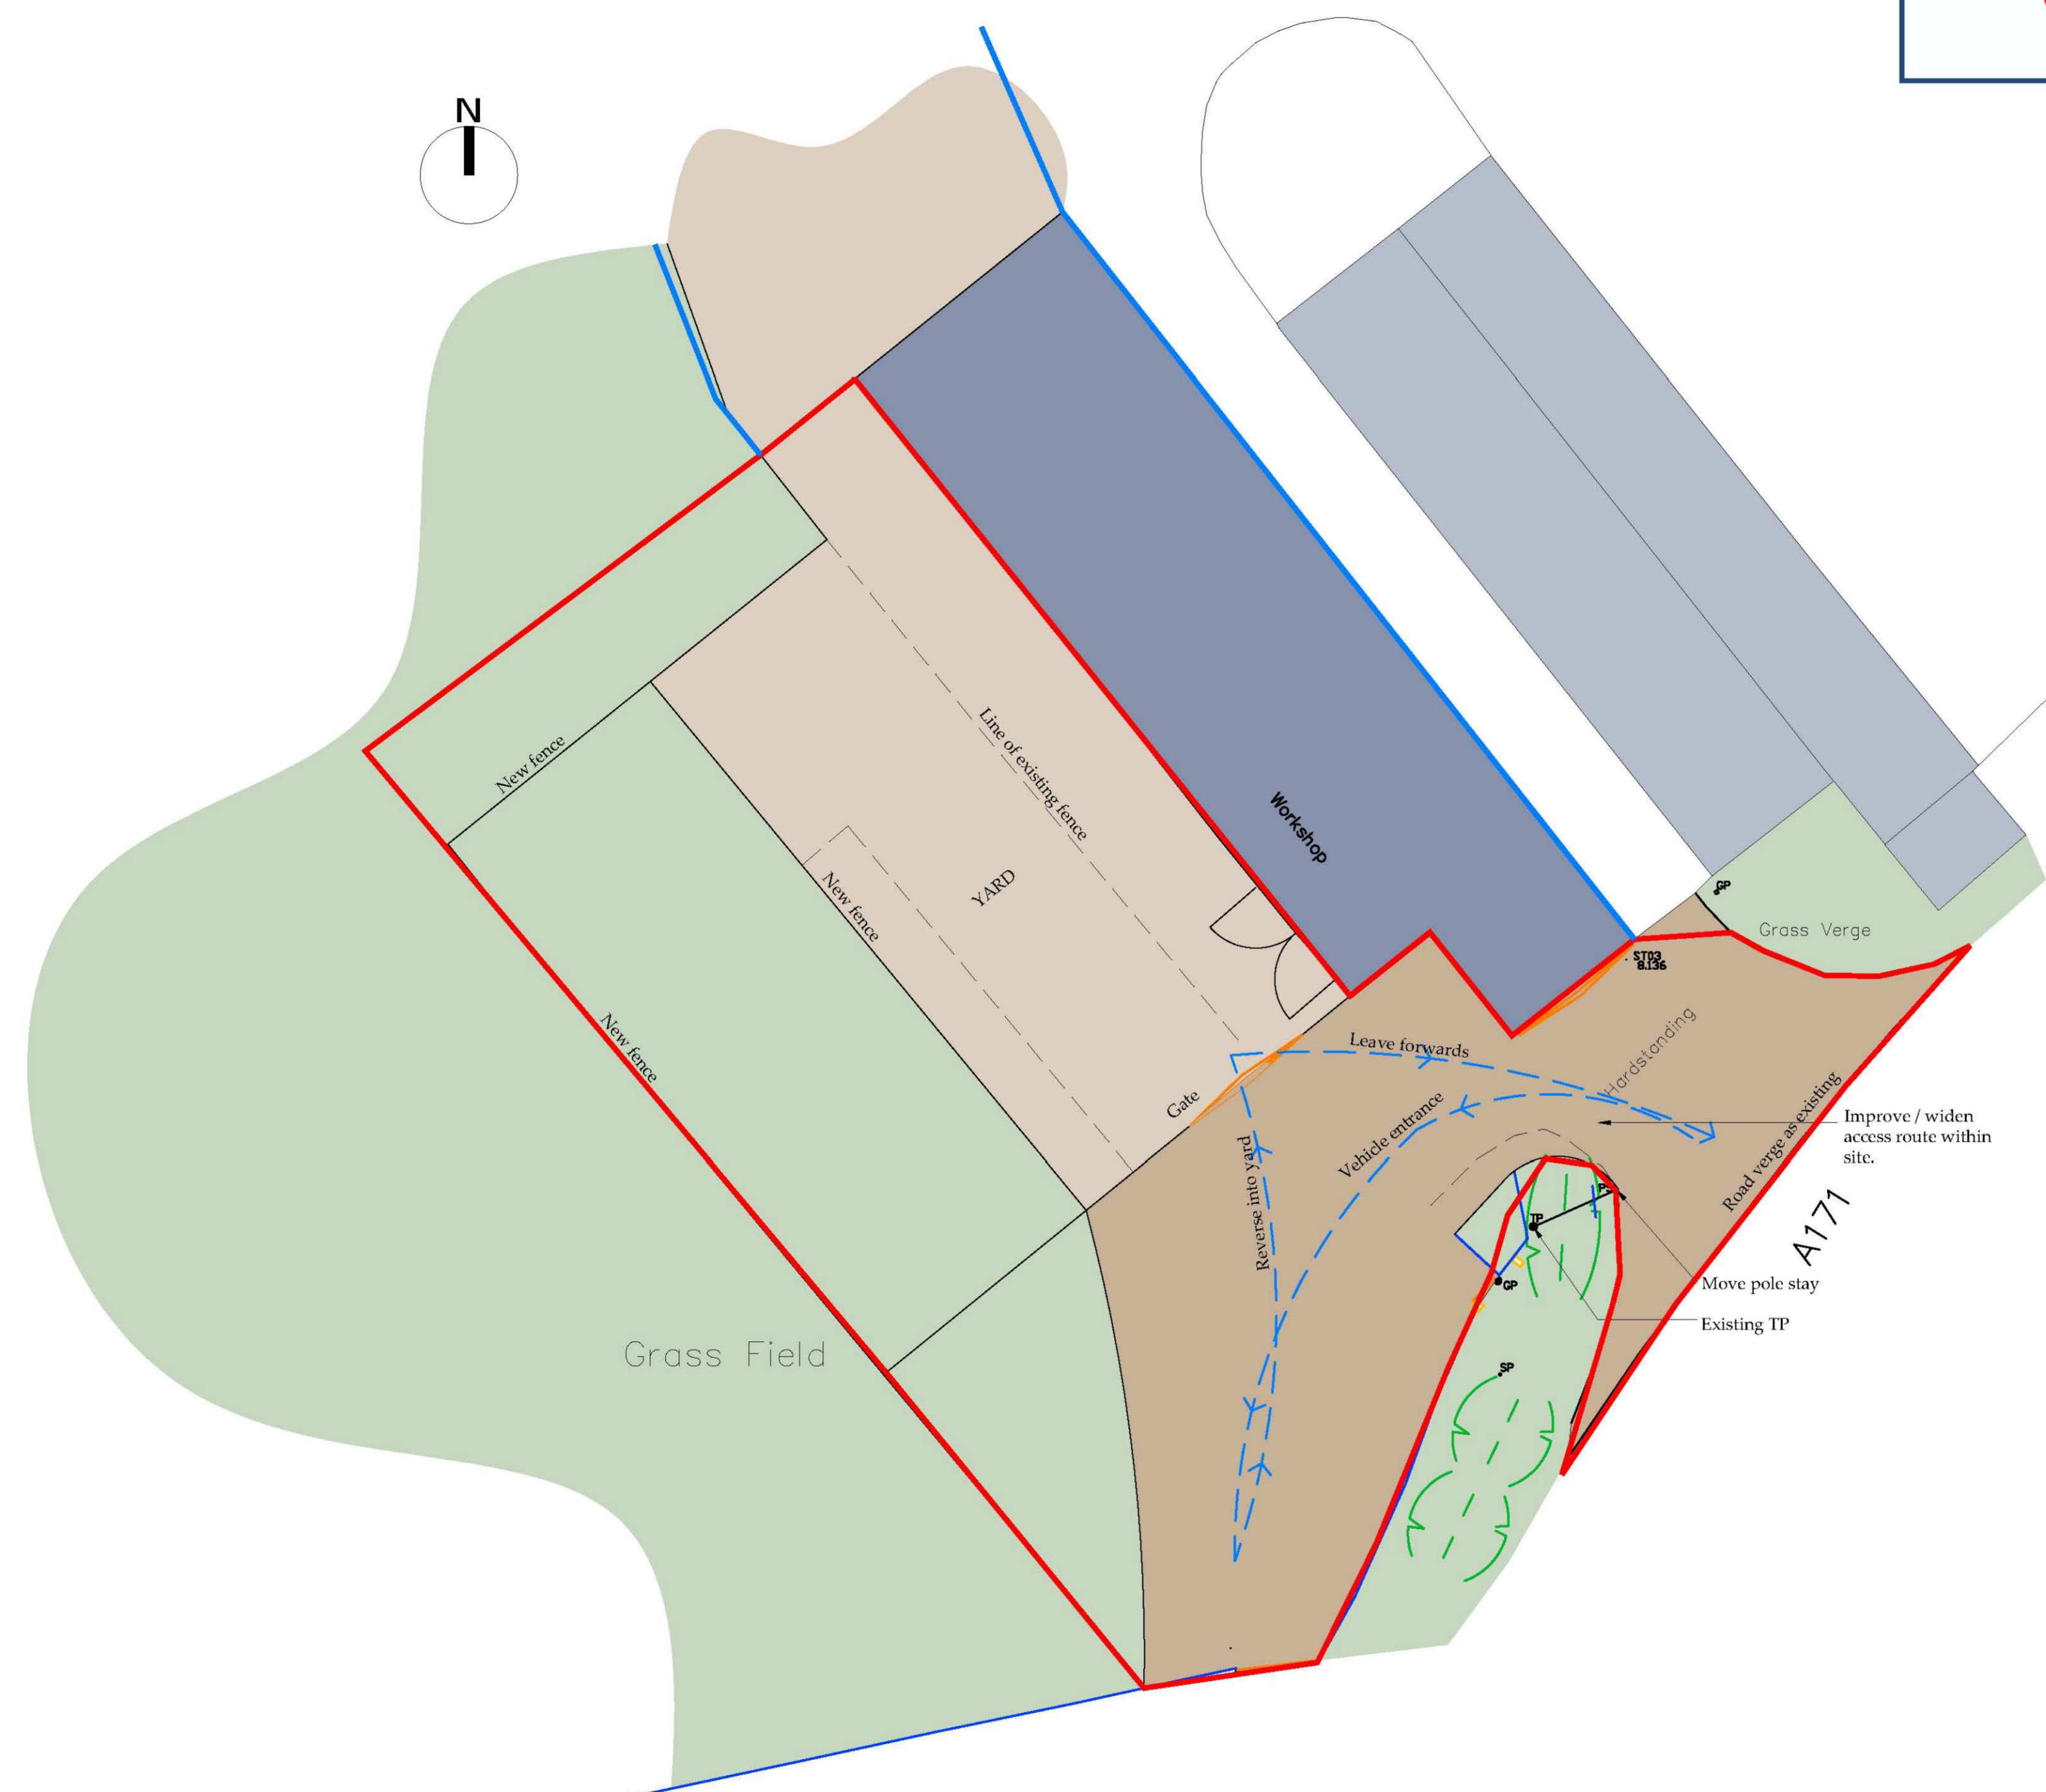 N
New fence
Line of existing fence
Workshop
YARD
New fence
GP
Grass Verge
ST03
8.136
New fence
Hardstanding
Leave forwards
Gate
Vehicle entrance
Reverse into yard
Road verge as existing
Improve / widen
access route within
site.
A171
TP
GP
Move pole stay
Existing TP
Grass Field
SP